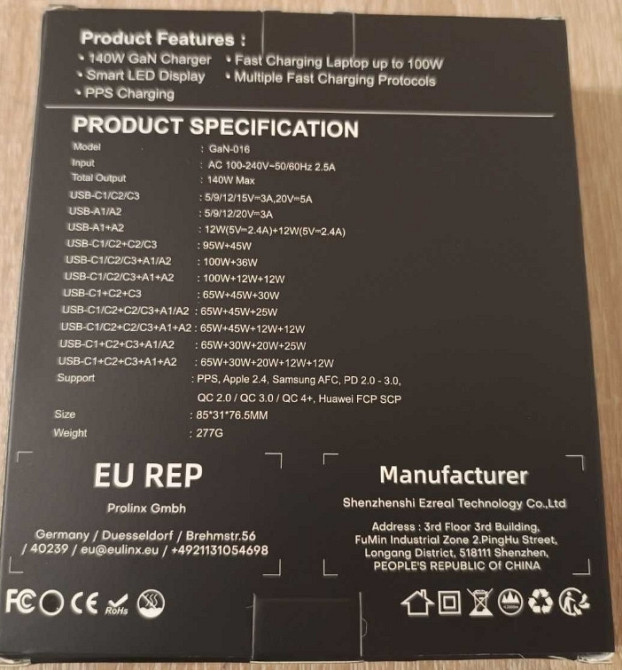 Product Features :
• 140W GaN Charger • Fast Charging Laptop up to 100W
• Smart LED Display • Multiple Fast Charging Protocols
• PPS Charging
PRODUCT SPECIFICATION
Model : GaN-016
Input : AC 100-240V~50/60Hz 2.5A
Total Output : 140W Max
USB-C1/C2/C3 : 5/9/12/15V=3A,20V=5A
USB-A1/A2 : 5/9/12/20V=3A
USB-A1+A2 : 12W(5V=2.4A)+12W(5V=2.4A)
USB-C1/C2+C2/C3 : 95W+45W
USB-C1/C2/C3+A1/A2 : 100W+36W
USB-C1/C2/C3+A1+A2 : 100W+12W+12W
USB-C1+C2+C3 : 65W+45W+30W
USB-C1/C2+C2/C3+A1/A2 : 65W+45W+25W
USB-C1/C2+C2/C3+A1+A2 : 65W+45W+12W+12W
USB-C1+C2+C3+A1/A2 : 65W+30W+20W+25W
USB-C1+C2+C3+A1+A2 : 65W+30W+20W+12W+12W
Support : PPS, Apple 2.4, Samsung AFC, PD 2.0 - 3.0,
QC 2.0 / QC 3.0 / QC 4+, Huawei FCP SCP
Size : 85*31*76.5MM
Weight : 277G
EU REP
Prolinx Gmbh
Germany / Duesseldorf / Brehmstr.56
/ 40239 / eu@eulinx.eu / +4921131054698
Manufacturer
Shenzhenshi Ezreal Technology Co.,Ltd
Address : 3rd Floor 3rd Building,
FuMin Industrial Zone 2.PingHu Street,
Longang District, 518111 Shenzhen,
PEOPLE'S REPUBLIC Of CHINA
FC CE RoHs